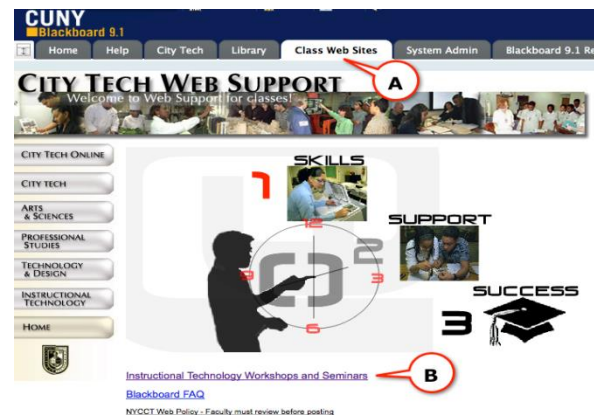 CUNY
Blackboard 9.1
Home Help City Tech Library Class Web Sites System Admin Blackboard 9.1 Re
A
CITY TECH WEB SUPPORT
Welcome to Web Support for classes!
CITY TECH ONLINE
CITY TECH
ARTS
& SCIENCES
PROFESSIONAL
STUDIES
TECHNOLOGY
& DESIGN
INSTRUCTIONAL
TECHNOLOGY
HOME
1 SKILLS
2 SUPPORT
3 SUCCESS
12
9 3
6
Instructional Technology Workshops and Seminars
B
Blackboard FAQ
NYCCT Web Policy - Faculty must review before posting